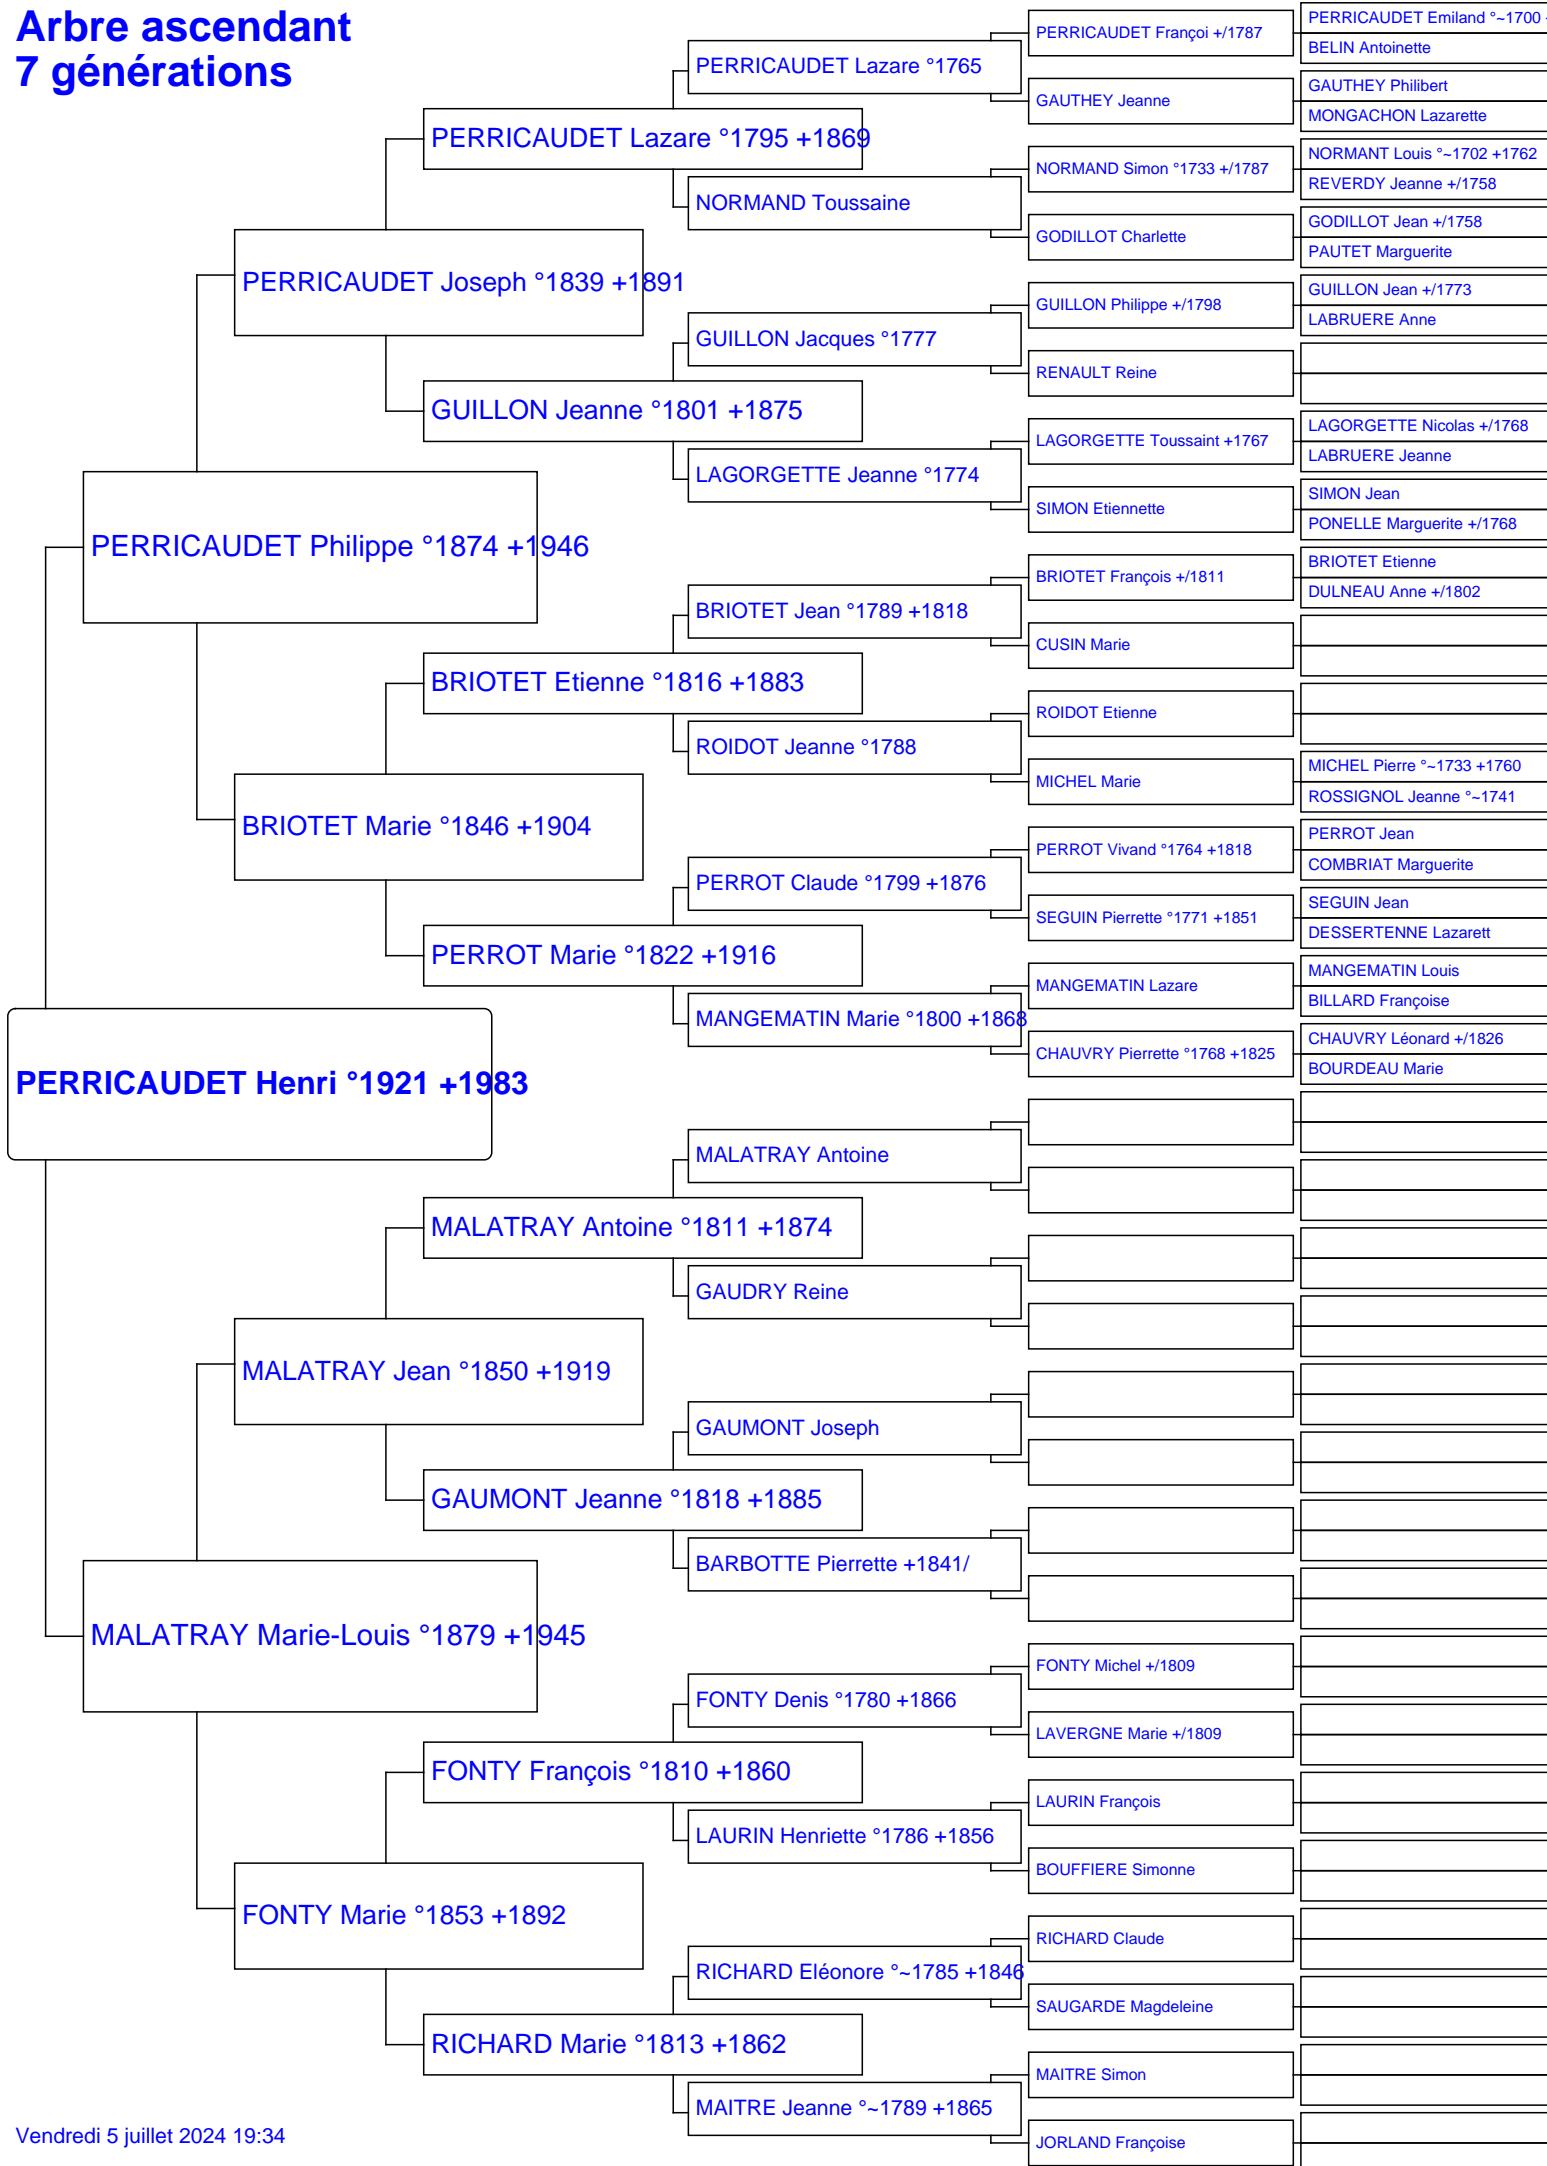 Arbre ascendant
7 générations
PERRICAUDET Henri °1921 +1983
PERRICAUDET Philippe °1874 +1946
MALATRAY Marie-Louis °1879 +1945
PERRICAUDET Joseph °1839 +1891
BRIOTET Marie °1846 +1904
MALATRAY Jean °1850 +1919
FONTY Marie °1853 +1892
PERRICAUDET Lazare °1795 +1869
GUILLON Jeanne °1801 +1875
BRIOTET Etienne °1816 +1883
PERROT Marie °1822 +1916
MALATRAY Antoine °1811 +1874
GAUMONT Jeanne °1818 +1885
FONTY François °1810 +1860
RICHARD Marie °1813 +1862
PERRICAUDET Lazare °1765
NORMAND Toussaine
GUILLON Jacques °1777
LAGORGETTE Jeanne °1774
BRIOTET Jean °1789 +1818
ROIDOT Jeanne °1788
PERROT Claude °1799 +1876
MANGEMATIN Marie °1800 +1868
MALATRAY Antoine
GAUDRY Reine
GAUMONT Joseph
BARBOTTE Pierrette +1841/
FONTY Denis °1780 +1866
LAURIN Henriette °1786 +1856
RICHARD Eléonore °~1785 +1846
MAITRE Jeanne °~1789 +1865
PERRICAUDET Françoi +/1787
GAUTHEY Jeanne
NORMAND Simon °1733 +/1787
GODILLOT Charlette
GUILLON Philippe +/1798
RENAULT Reine
LAGORGETTE Toussaint +1767
SIMON Etiennette
BRIOTET François +/1811
CUSIN Marie
ROIDOT Etienne
MICHEL Marie
PERROT Vivand °1764 +1818
SEGUIN Pierrette °1771 +1851
MANGEMATIN Lazare
CHAUVRY Pierrette °1768 +1825
FONTY Michel +/1809
LAVERGNE Marie +/1809
LAURIN François
BOUFFIERE Simonne
RICHARD Claude
SAUGARDE Magdeleine
MAITRE Simon
JORLAND Françoise
PERRICAUDET Emiland °~1700
BELIN Antoinette
GAUTHEY Philibert
MONGACHON Lazarette
NORMANT Louis °~1702 +1762
REVERDY Jeanne +/1758
GODILLOT Jean +/1758
PAUTET Marguerite
GUILLON Jean +/1773
LABRUERE Anne
LAGORGETTE Nicolas +/1768
LABRUERE Jeanne
SIMON Jean
PONELLE Marguerite +/1768
BRIOTET Etienne
DULNEAU Anne +/1802
MICHEL Pierre °~1733 +1760
ROSSIGNOL Jeanne °~1741
PERROT Jean
COMBRIAT Marguerite
SEGUIN Jean
DESSERTENNE Lazarett
MANGEMATIN Louis
BILLARD Françoise
CHAUVRY Léonard +/1826
BOURDEAU Marie
Vendredi 5 juillet 2024 19:34